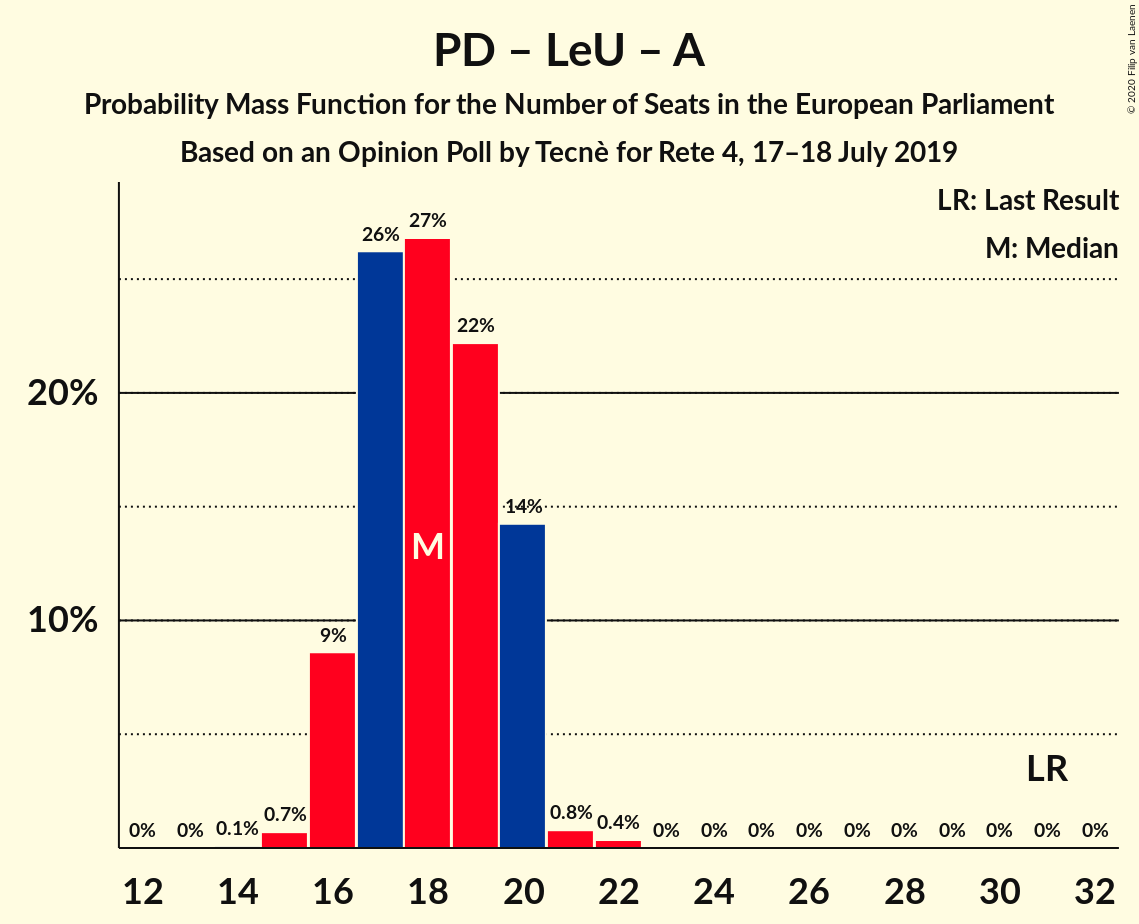 PD – LeU – A
Probability Mass Function for the Number of Seats in the European Parliament
Based on an Opinion Poll by Tecnè for Rete 4, 17–18 July 2019
© 2020 Filip van Laenen
LR: Last Result
M: Median
27%
26%
22%
20%
14%
M
10%
9%
LR
0% 0% 0.1% 0.7% 0.8% 0.4% 0% 0% 0% 0% 0% 0% 0% 0% 0% 0%
12 14 16 18 20 22 24 26 28 30 32